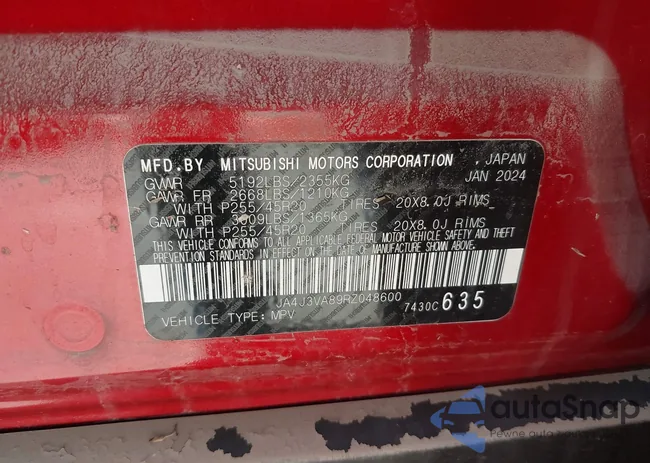 MFD.BY MITSUBISHI MOTORS CORPORATION , JAPAN
GWVR 5192LBS/2355KG JAN 2024
GAWR FR 2668LBS/1210KG
WITH P255/45R20 TIRES 20X8.0J RIMS
GAWR RR 3009LBS/1365KG
WITH P255/45R20 TIRES 20X8.0J RIMS
THIS VEHICLE CONFORMS TO ALL APPLICABLE FEDERAL MOTOR VEHICLE SAFETY AND THEFT
PREVENTION STANDARDS IN EFFECT ON THE DATE OF MANUFACTURE SHOWN ABOVE.
JA4J3VA89RZ048600
VEHICLE TYPE: MPV 7430C 635
autoSnap
Pewne auto z